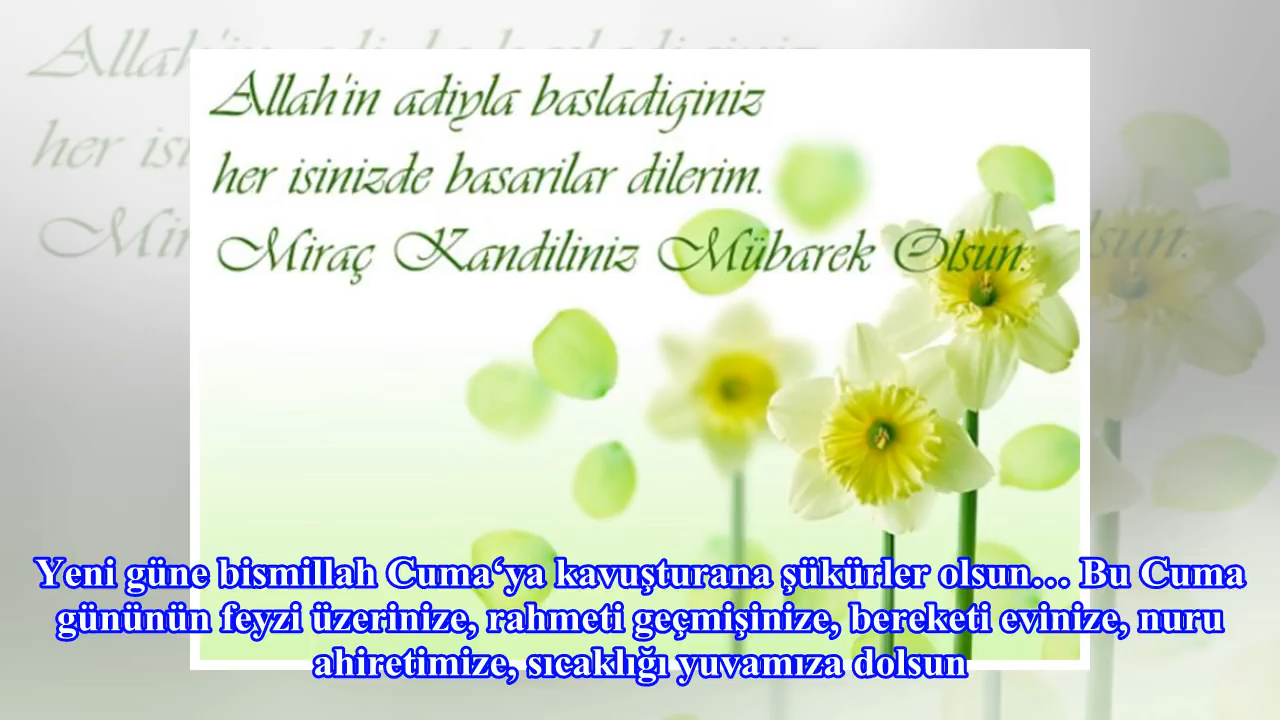 Allah'in adiyla basladiginiz
her isinizde basarilar dilerim.
Miraç Kandiliniz Mübarek Olsun.
Yeni güne bismillah Cuma‘ya kavuşturana şükürler olsun… Bu Cuma
gününün feyzi üzerinize, rahmeti geçmişinize, bereketi evinize, nuru
ahiretimize, sıcaklığı yuvamıza dolsun